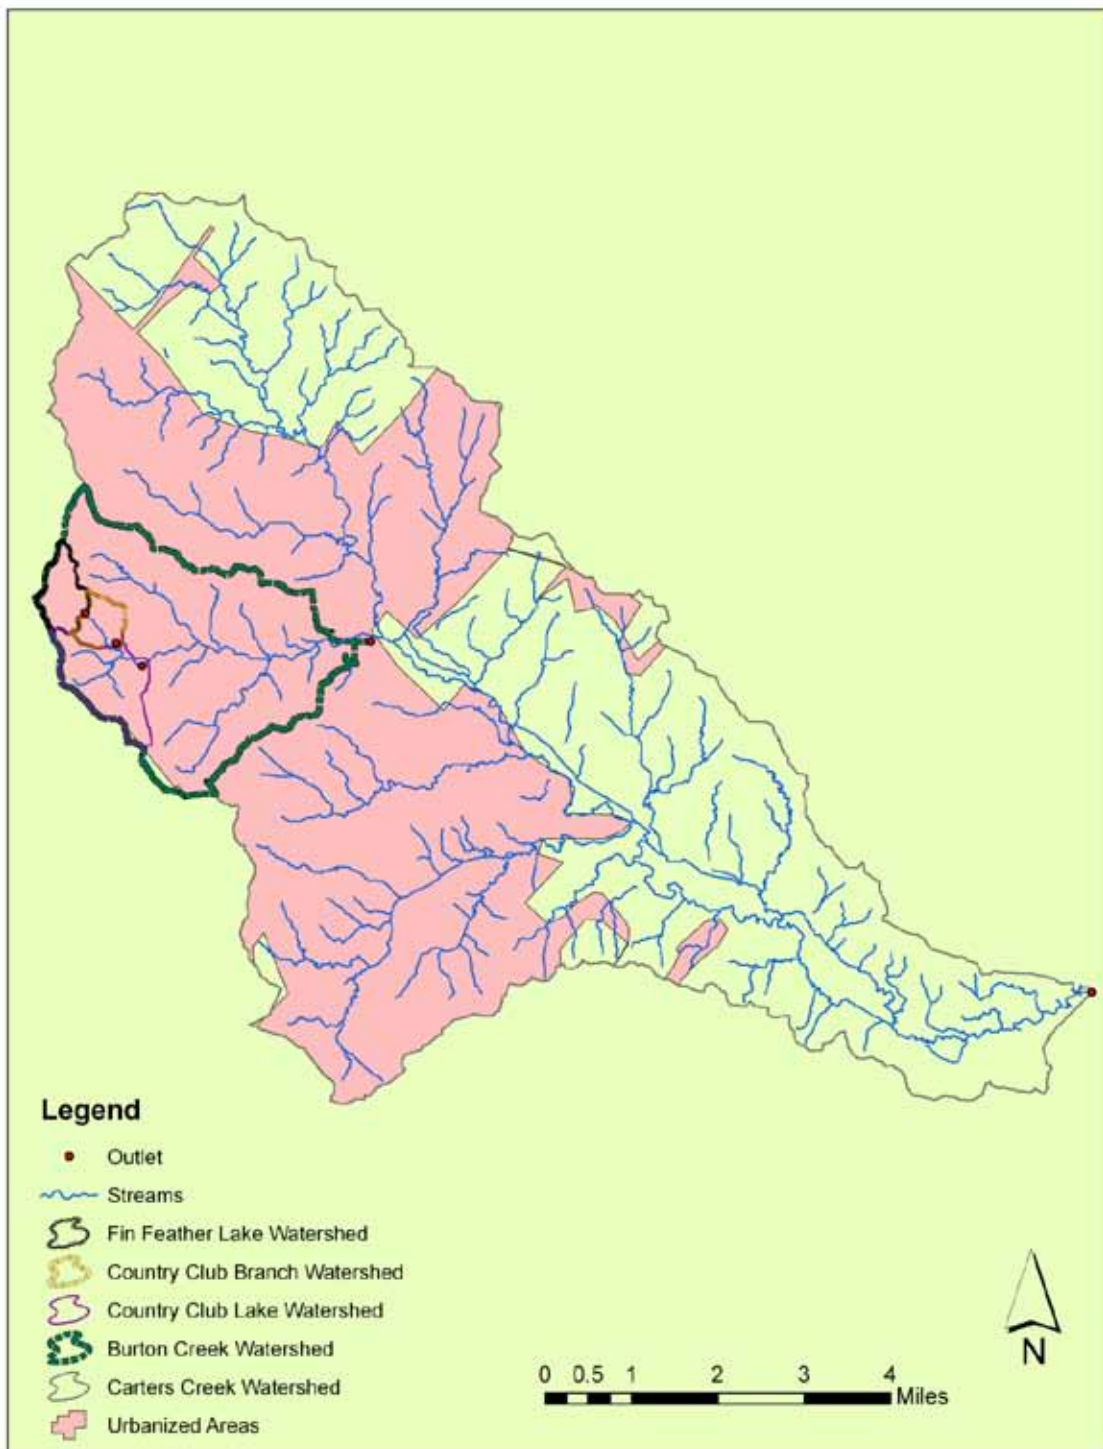 Legend
Outlet
Streams
Fin Feather Lake Watershed
Country Club Branch Watershed
Country Club Lake Watershed
Burton Creek Watershed
Carters Creek Watershed
Urbanized Areas
N
0 0.5 1 2 3 4
Miles